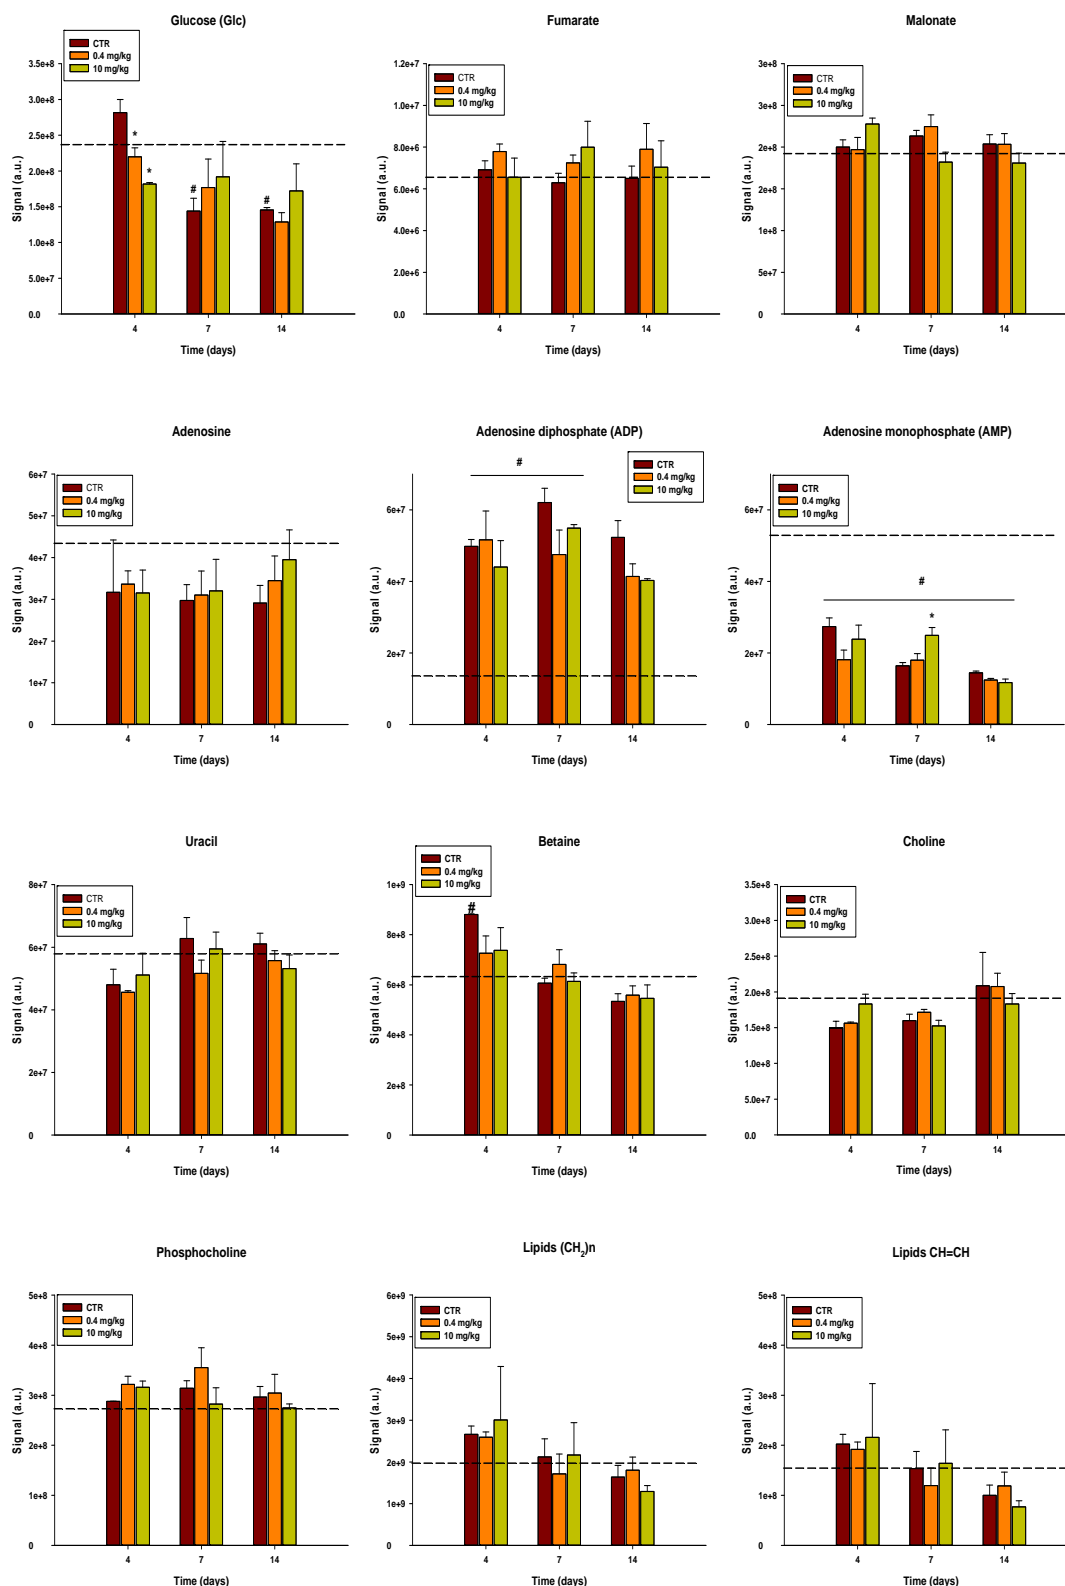 Glucose (Glc)
CTR
0.4 mg/kg
10 mg/kg
3.5e+8
3.0e+8
2.5e+8
2.0e+8
1.5e+8
1.0e+8
5.0e+7
0.0
Signal (a.u.)
*
*
#
#
4
7
14
Time (days)
Fumarate
CTR
0.4 mg/kg
10 mg/kg
1.2e+7
1.0e+7
8.0e+6
6.0e+6
4.0e+6
2.0e+6
0.0
Signal (a.u.)
4
7
14
Time (days)
Malonate
CTR
0.4 mg/kg
10 mg/kg
3e+8
3e+8
2e+8
2e+8
1e+8
5e+7
0
Signal (a.u.)
4
7
14
Time (days)
Adenosine
CTR
0.4 mg/kg
10 mg/kg
6e+7
5e+7
4e+7
3e+7
2e+7
1e+7
0
Signal (a.u.)
4
7
14
Time (days)
Adenosine diphosphate (ADP)
#
CTR
0.4 mg/kg
10 mg/kg
6e+7
4e+7
2e+7
0
Signal (a.u.)
4
7
14
Time (days)
Adenosine monophosphate (AMP)
CTR
0.4 mg/kg
10 mg/kg
6e+7
4e+7
2e+7
0
Signal (a.u.)
#
*
4
7
14
Time (days)
Uracil
CTR
0.4 mg/kg
10 mg/kg
8e+7
6e+7
4e+7
2e+7
0
Signal (a.u.)
4
7
14
Time (days)
Betaine
CTR
0.4 mg/kg
10 mg/kg
1e+9
8e+8
6e+8
4e+8
2e+8
0
Signal (a.u.)
#
4
7
14
Time (days)
Choline
CTR
0.4 mg/kg
10 mg/kg
3.5e+8
3.0e+8
2.5e+8
2.0e+8
1.5e+8
1.0e+8
5.0e+7
0.0
Signal (a.u.)
4
7
14
Time (days)
Phosphocholine
CTR
0.4 mg/kg
10 mg/kg
5e+8
4e+8
3e+8
2e+8
1e+8
0
Signal (a.u.)
4
7
14
Time (days)
Lipids (CH₂)n
CTR
0.4 mg/kg
10 mg/kg
6e+9
5e+9
4e+9
3e+9
2e+9
1e+9
0
Signal (a.u.)
4
7
14
Time (days)
Lipids CH=CH
CTR
0.4 mg/kg
10 mg/kg
5e+8
4e+8
3e+8
2e+8
1e+8
0
Signal (a.u.)
4
7
14
Time (days)